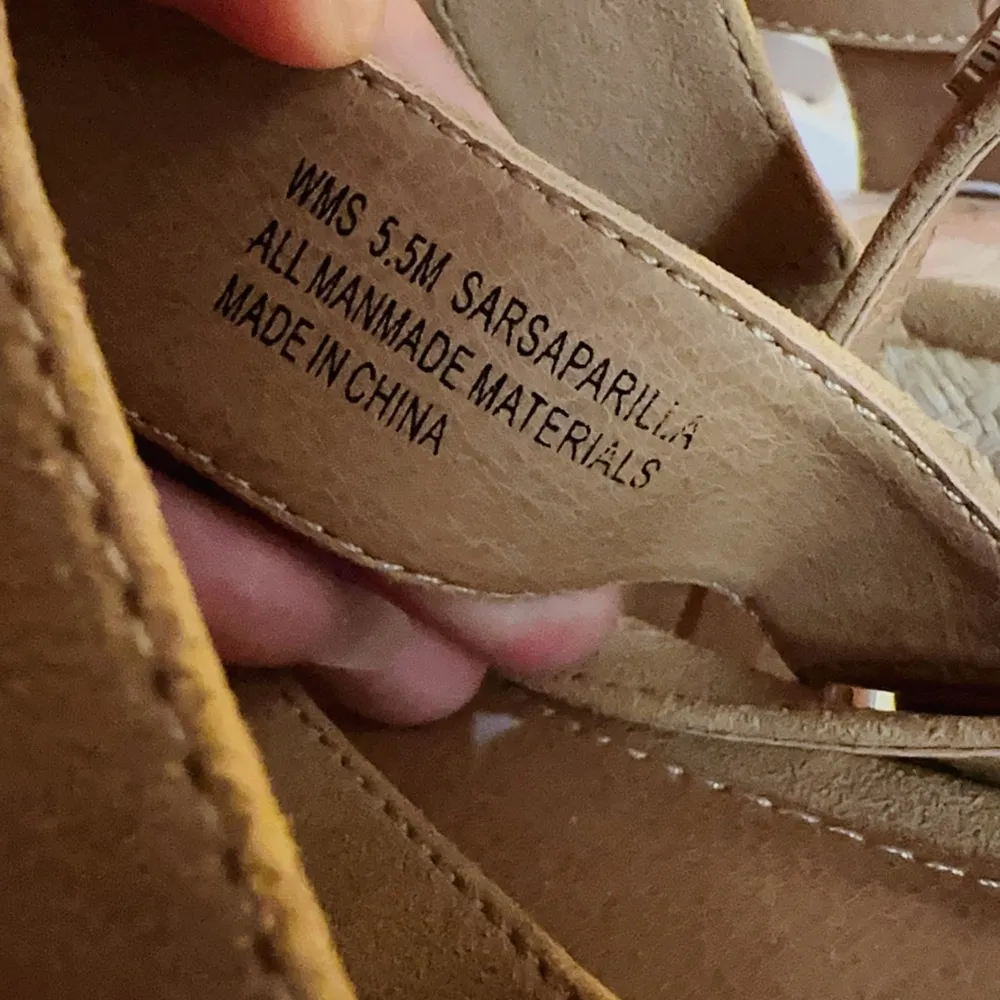 WMS 5.5M SARSAPARILLA
ALL MANMADE MATERIALS
MADE IN CHINA